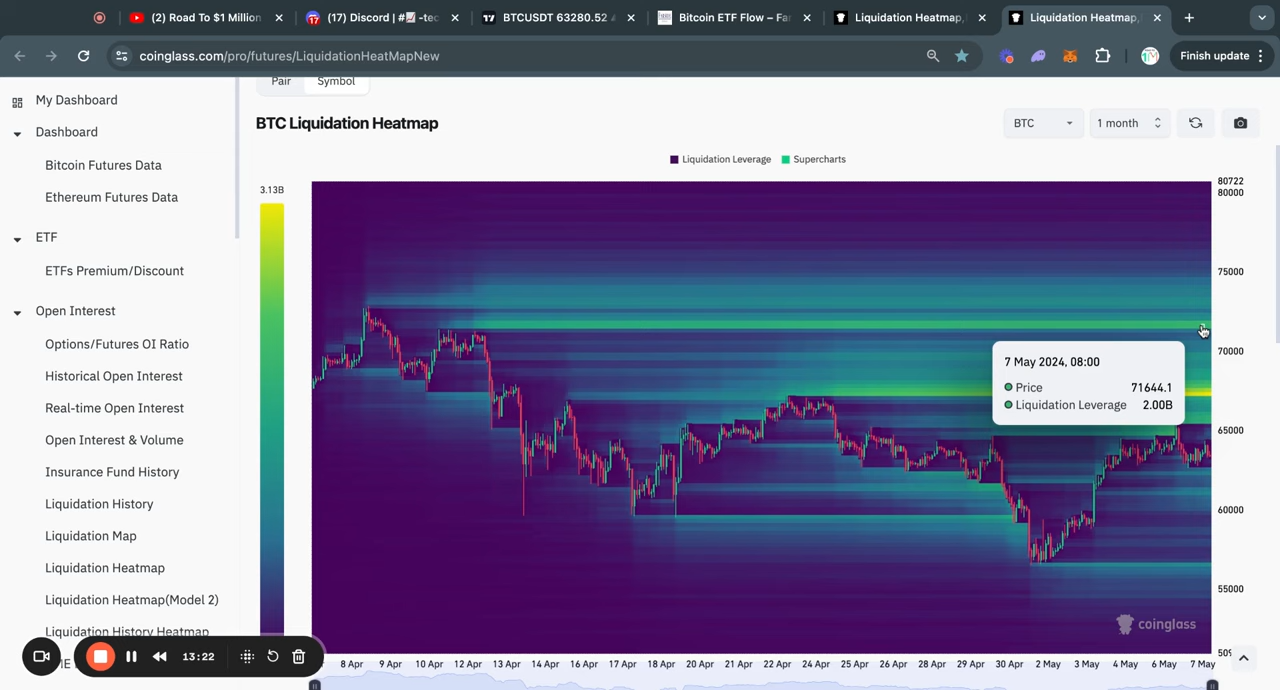 (2) Road To $1 Million
(17) Discord | #📈 -tec
BTCUSDT 63280.52
Bitcoin ETF Flow – Far
Liquidation Heatmap,
Liquidation Heatmap,
coinglass.com/pro/futures/LiquidationHeatMapNew
Finish update
Pair
Symbol
My Dashboard
Dashboard
Bitcoin Futures Data
Ethereum Futures Data
ETF
ETFs Premium/Discount
Open Interest
Options/Futures OI Ratio
Historical Open Interest
Real-time Open Interest
Open Interest & Volume
Insurance Fund History
Liquidation History
Liquidation Map
Liquidation Heatmap
Liquidation Heatmap(Model 2)
Liquidation History Heatmap
13:22
BTC Liquidation Heatmap
BTC
1 month
Liquidation Leverage
Supercharts
3.13B
80722
80000
75000
70000
65000
60000
55000
7 May 2024, 08:00
Price 71644.1
Liquidation Leverage 2.00B
coinglass
8 Apr 9 Apr 10 Apr 12 Apr 13 Apr 14 Apr 16 Apr 17 Apr 18 Apr 20 Apr 21 Apr 22 Apr 24 Apr 25 Apr 26 Apr 28 Apr 29 Apr 30 Apr 2 May 3 May 4 May 6 May 7 May